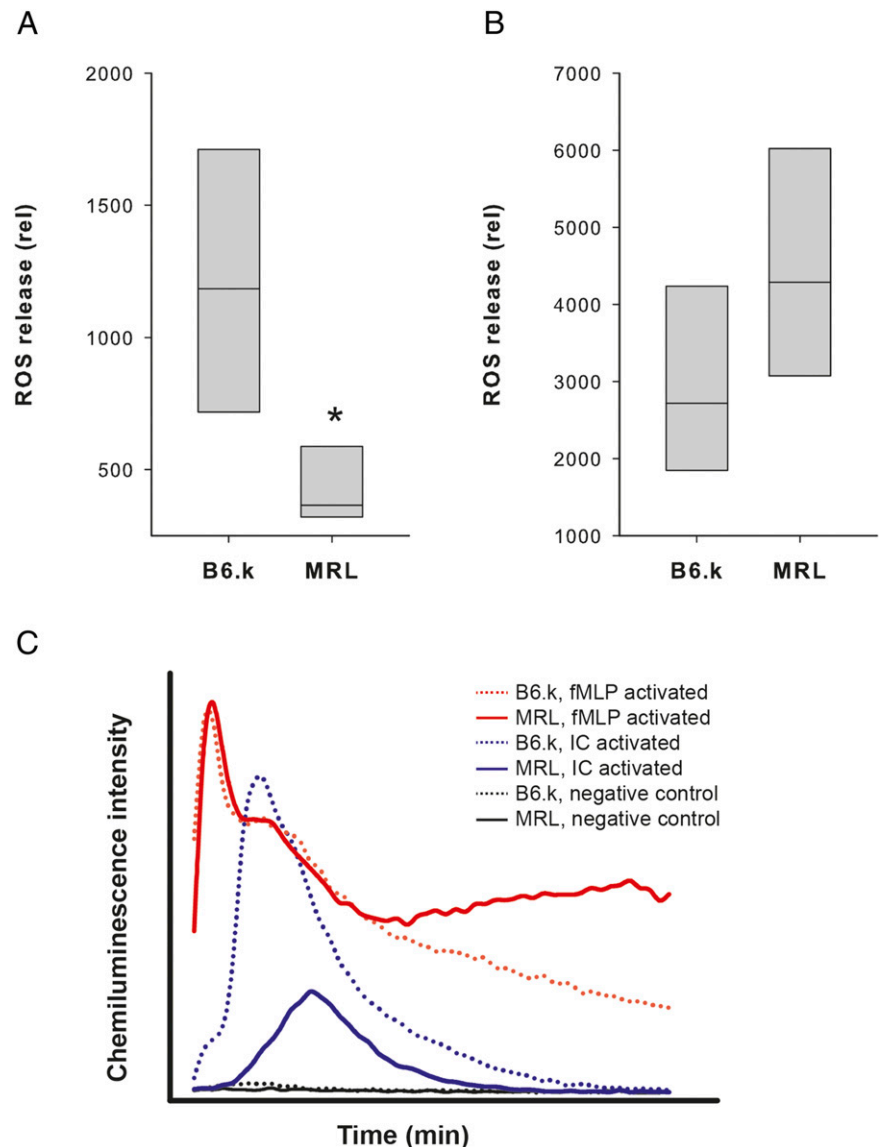 A
2000
1500
1000
500
ROS release (rel)
*
B6.k
MRL
B
7000
6000
5000
4000
3000
2000
1000
ROS release (rel)
B6.k
MRL
C
B6.k, fMLP activated
MRL, fMLP activated
B6.k, IC activated
MRL, IC activated
B6.k, negative control
MRL, negative control
Chemiluminescence intensity
Time (min)